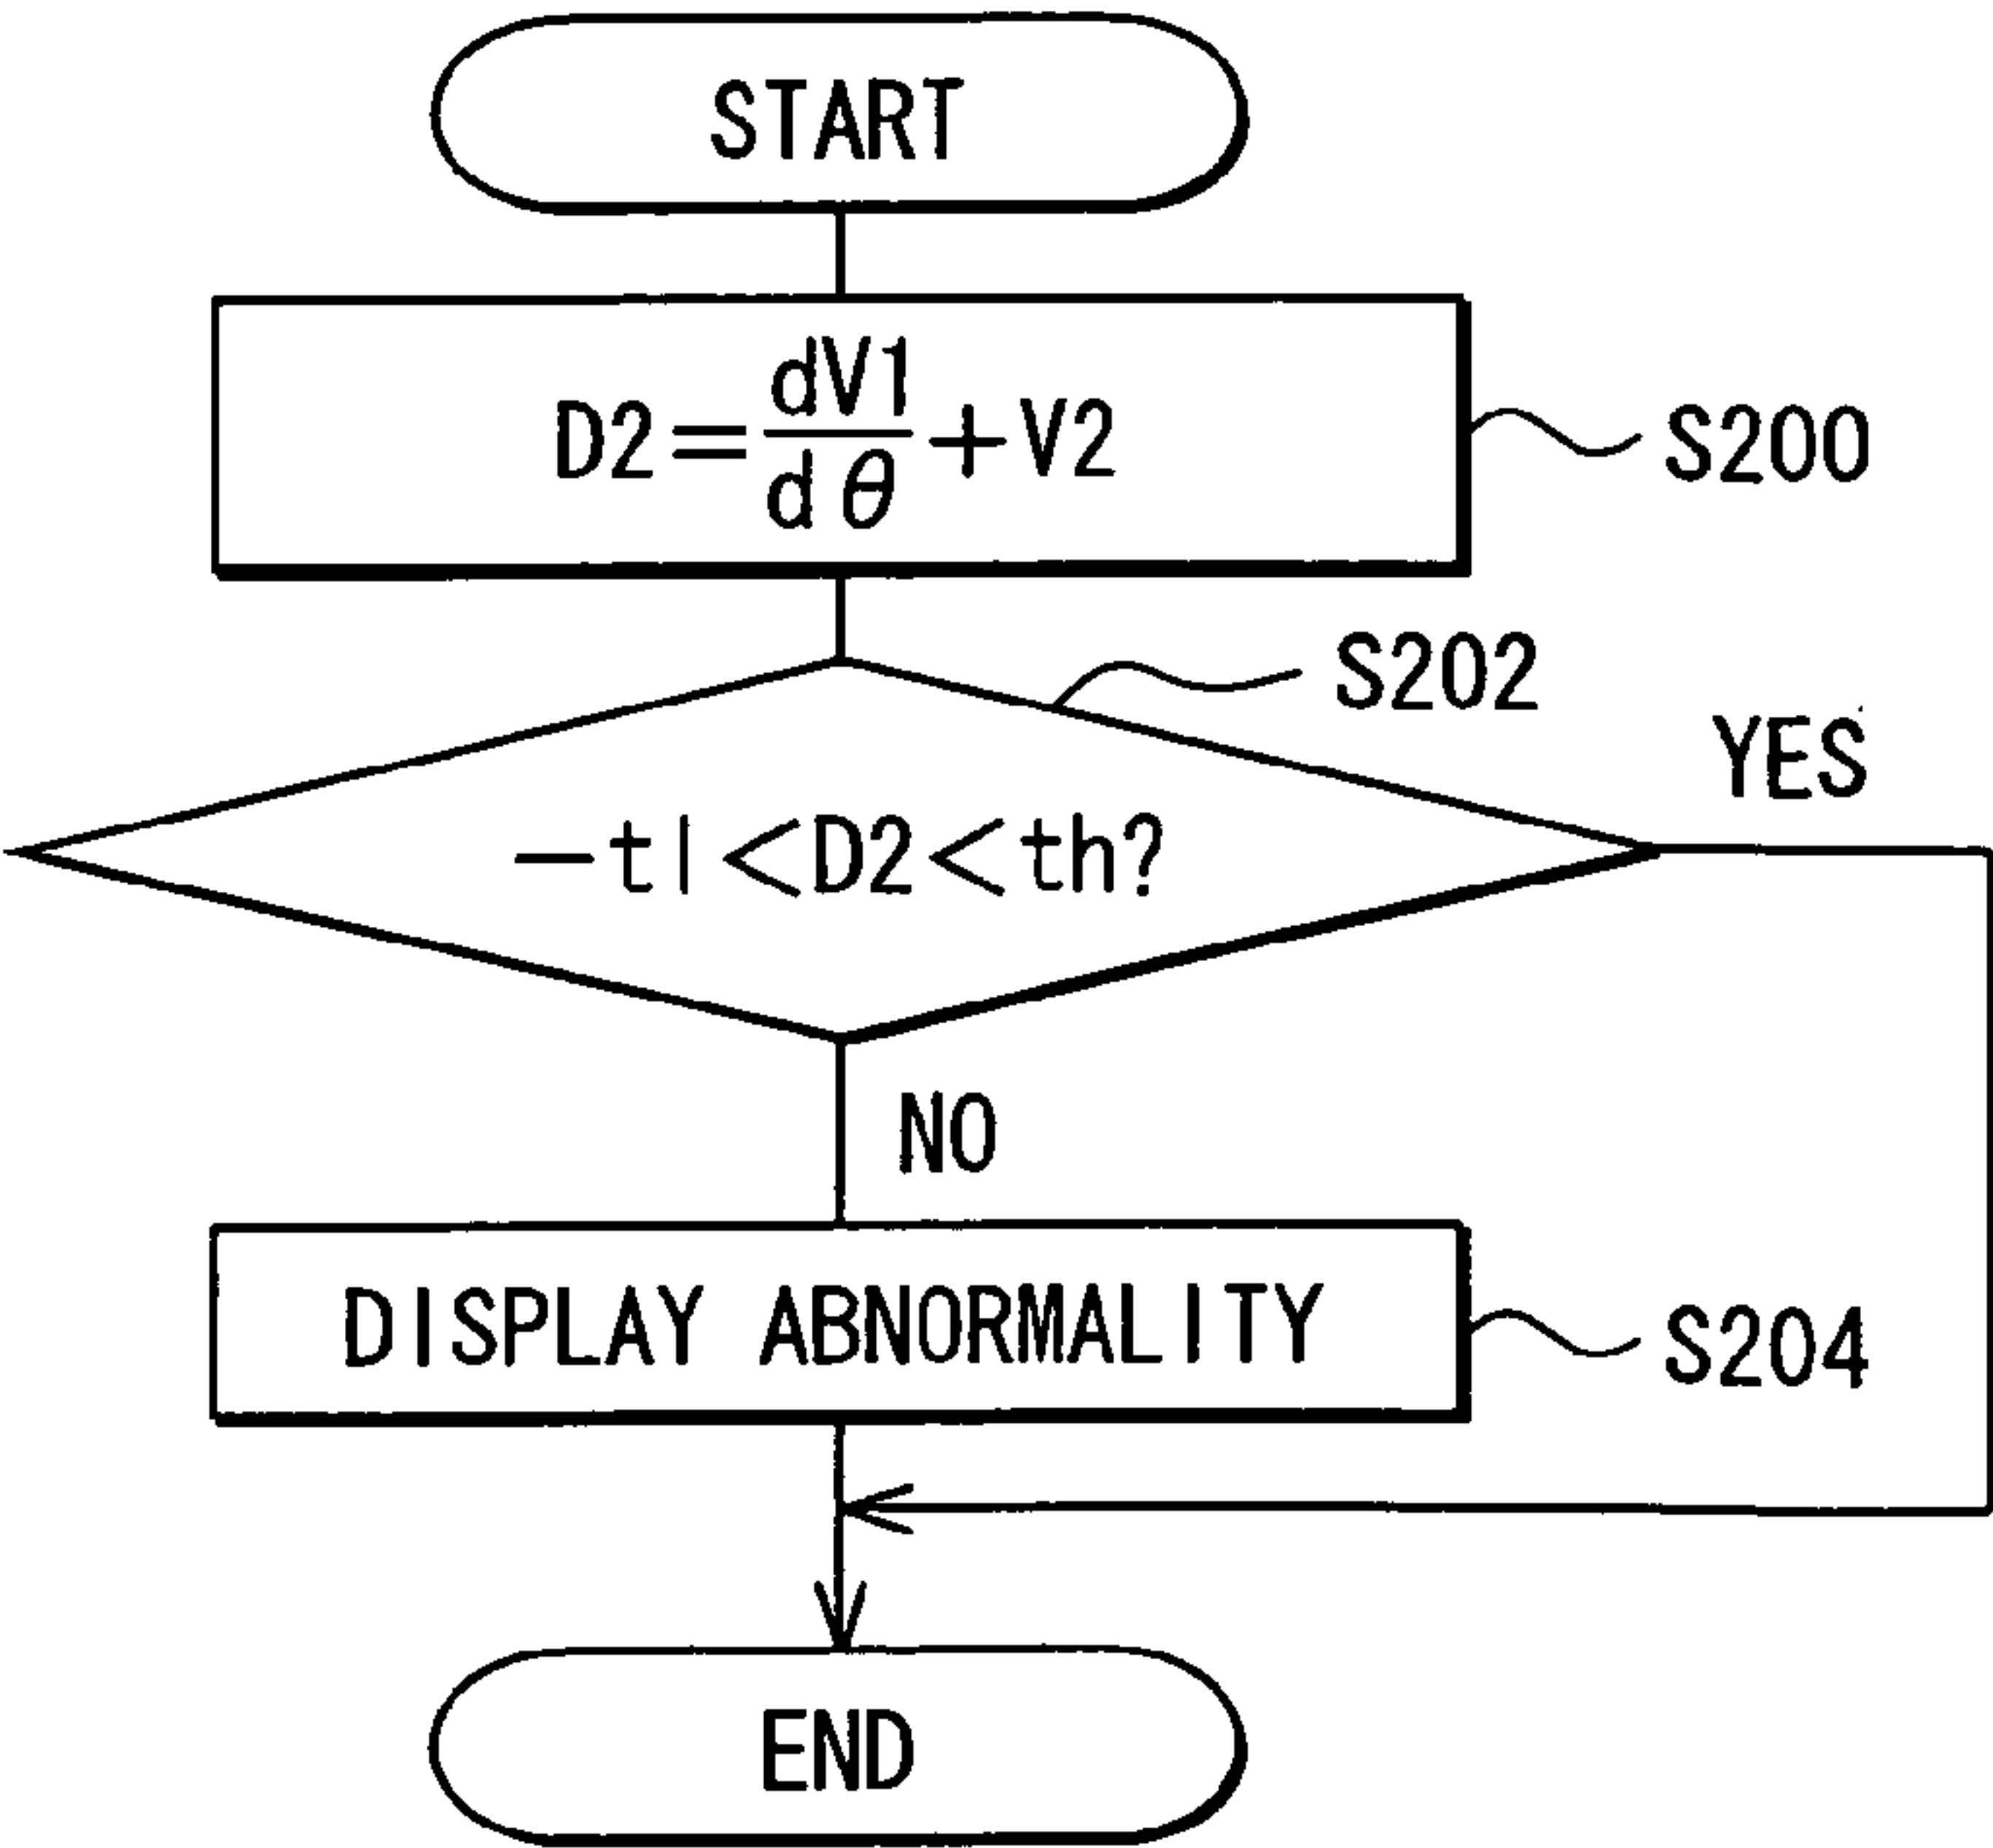 START
D2=dV1/dθ+V2
S200
S202
YES
-tl<D2<th?
NO
DISPLAY ABNORMALITY
S204
END